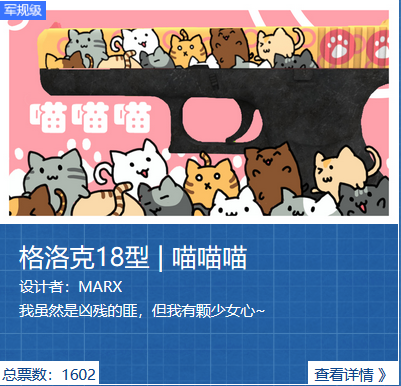 军规级
喵喵喵
格洛克18型 | 喵喵喵
设计者：MARX
我虽然是凶残的匪，但我有颗少女心~
总票数：1602
查看详情 》